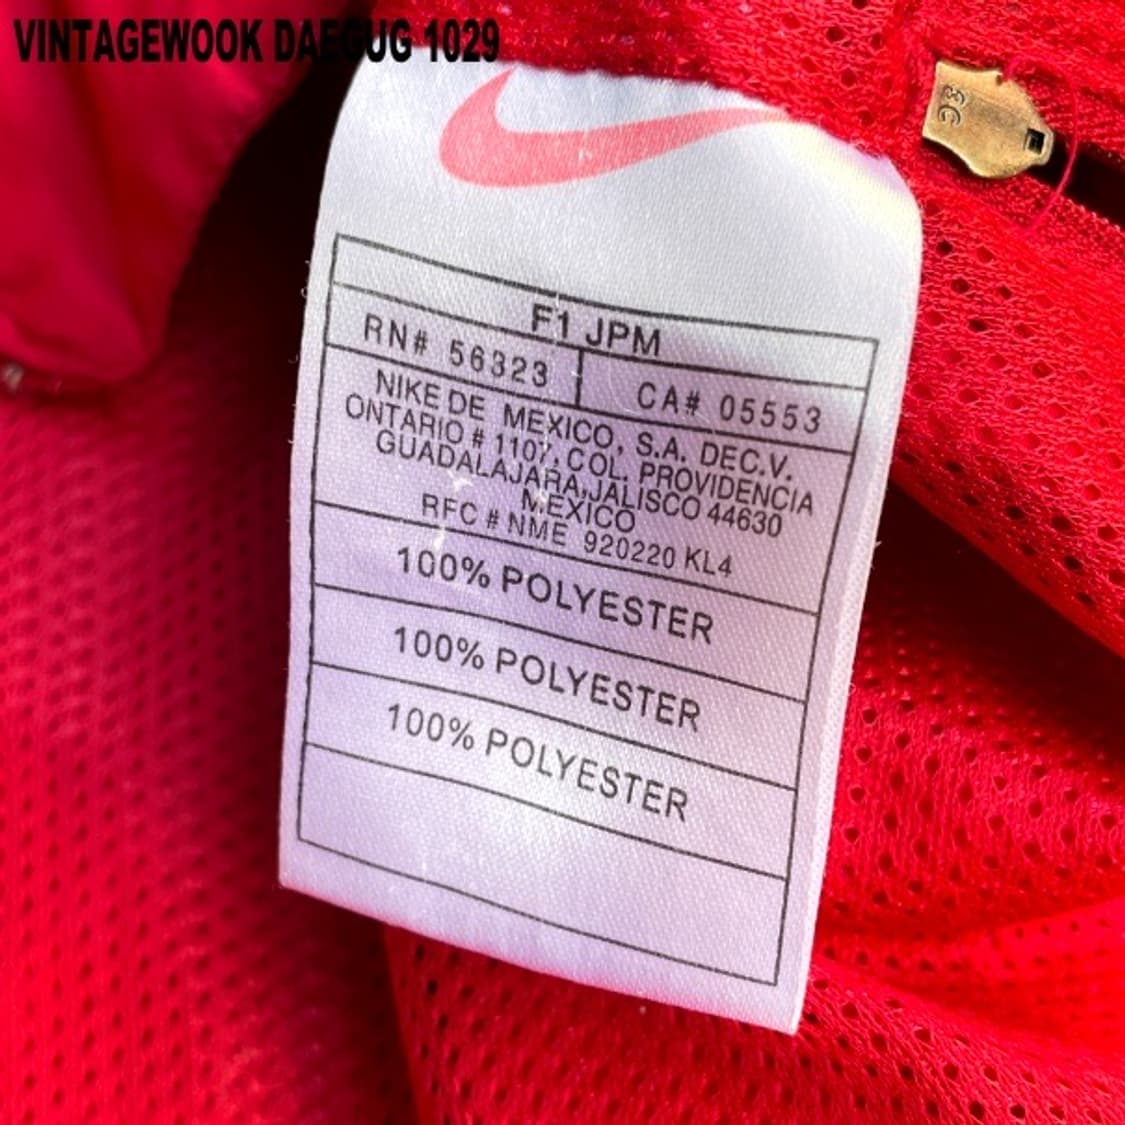 VINTAGEWOOK DAEGUG 1029
F1 JPM
RN# 56323
CA# 05553
NIKE DE MEXICO, S.A. DEC.V.
ONTARIO # 1107, COL. PROVIDENCIA
GUADALAJARA,JALISCO 44630
MEXICO
RFC # NME 920220 KL4
100% POLYESTER
100% POLYESTER
100% POLYESTER